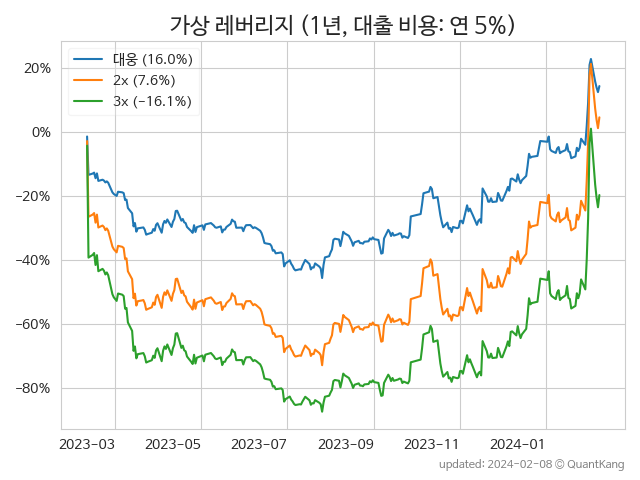 가상 레버리지 (1년, 대출 비용: 연 5%)
대웅 (16.0%)
2x (7.6%)
3x (−16.1%)
20%
0%
−20%
−40%
−60%
−80%
2023-03 2023-05 2023-07 2023-09 2023-11 2024-01
updated: 2024-02-08 © QuantKang